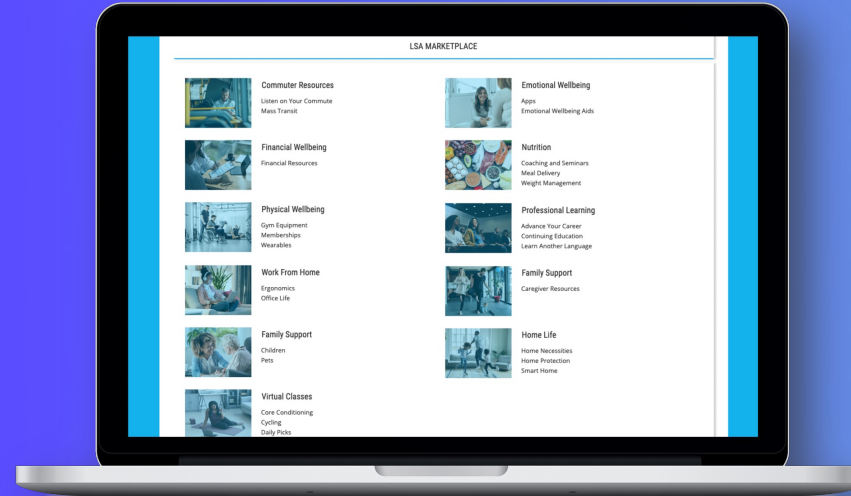 LSA MARKETPLACE
Commuter Resources
Listen on Your Commute
Mass Transit
Emotional Wellbeing
Apps
Emotional Wellbeing Aids
Financial Wellbeing
Financial Resources
Nutrition
Coaching and Seminars
Meal Delivery
Weight Management
Physical Wellbeing
Gym Equipment
Memberships
Wearables
Professional Learning
Advance Your Career
Continuing Education
Learn Another Language
Work From Home
Ergonomics
Office Life
Family Support
Caregiver Resources
Family Support
Children
Pets
Home Life
Home Necessities
Home Protection
Smart Home
Virtual Classes
Core Conditioning
Cycling
Daily Picks